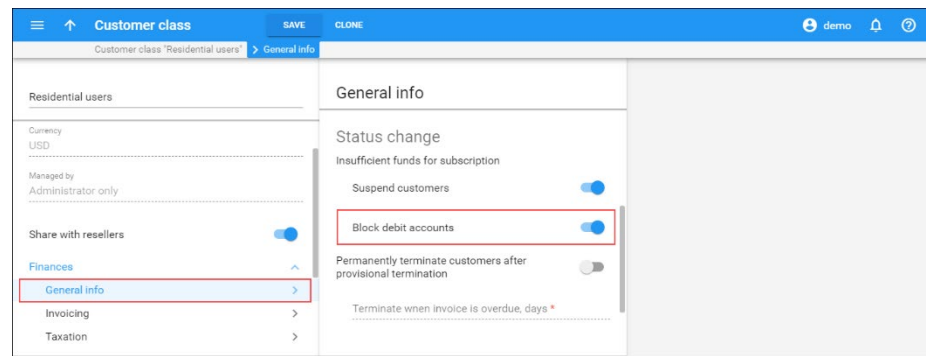 Customer class
SAVE
CLONE
demo
Customer class "Residential users"
General info
Residential users
Currency
USD
Managed by
Administrator only
Share with resellers
Finances
General info
Invoicing
Taxation
General info
Status change
Insufficient funds for subscription
Suspend customers
Block debit accounts
Permanently terminate customers after
provisional termination
Terminate wnen invoice is overdue, days *